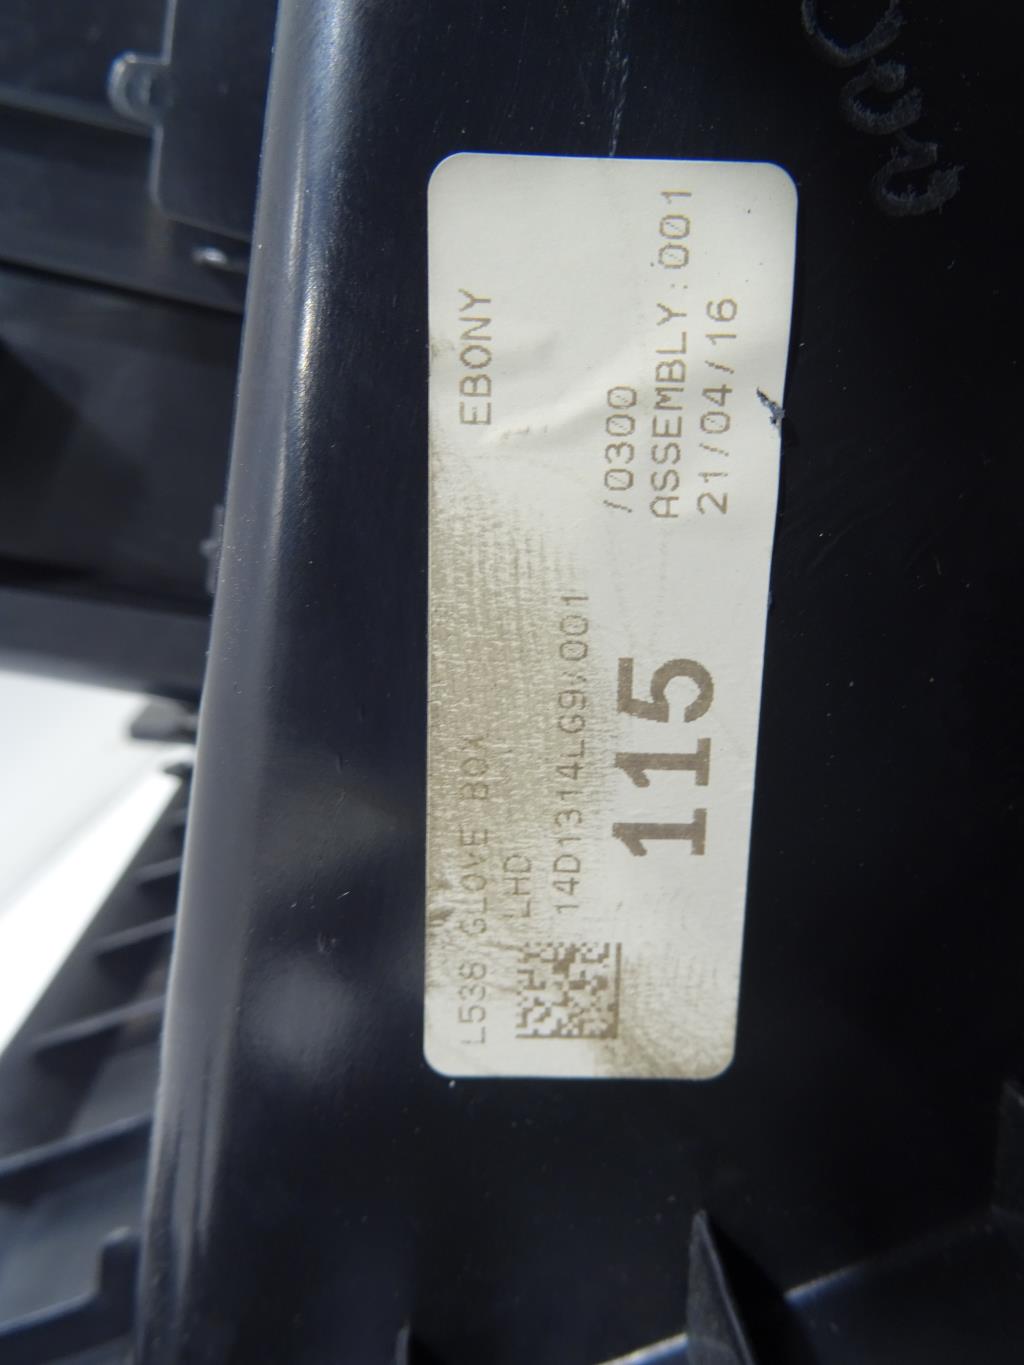 L538 GLOVE BOX EBONY
LHD
14D1314LG9/001
115
/0300
ASSEMBLY:001
21/04/16